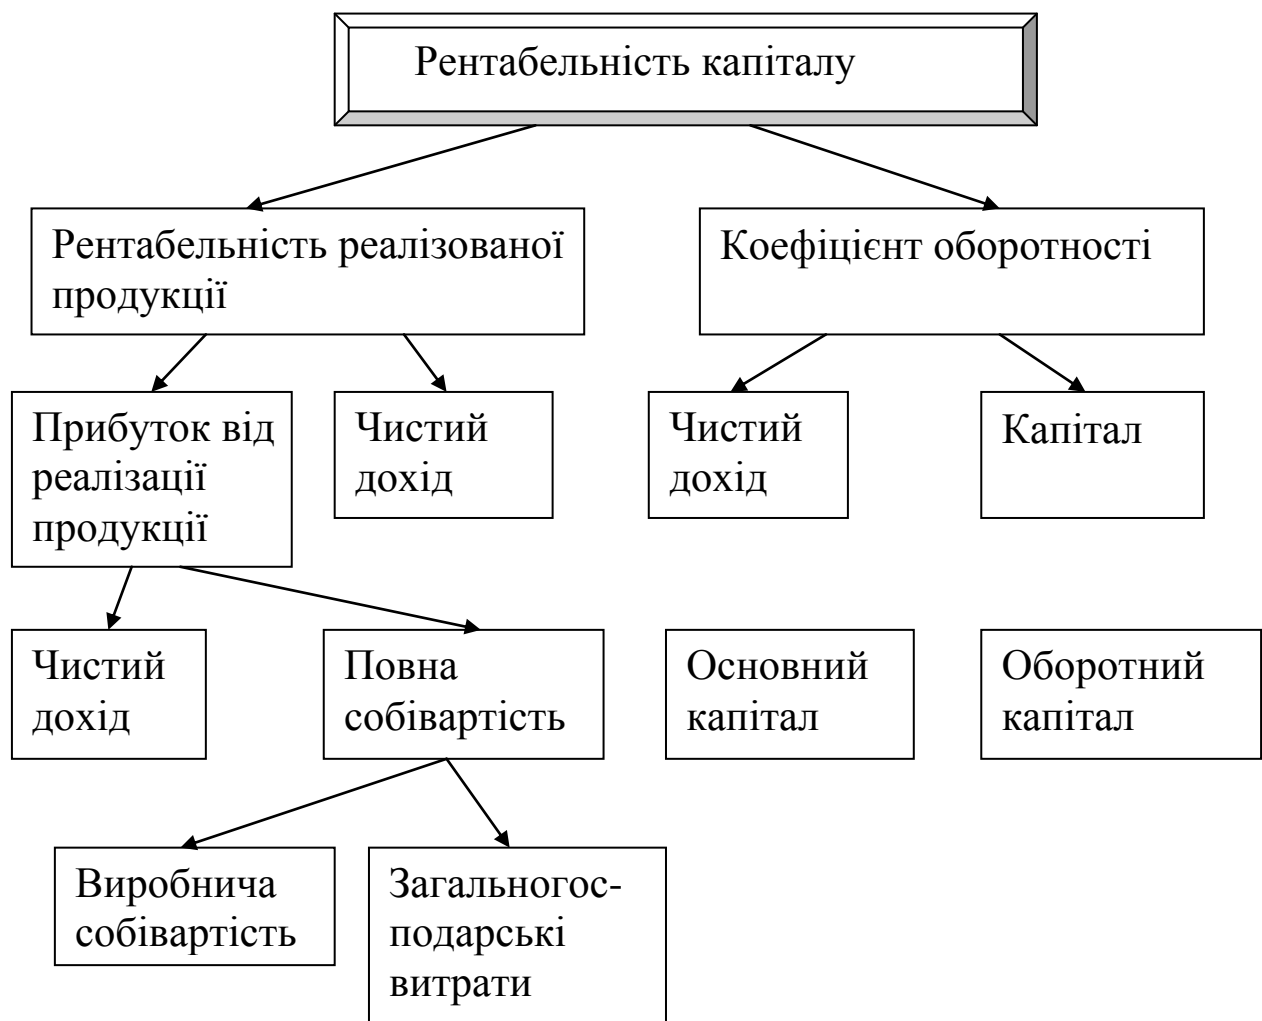 Рентабельність капіталу
Рентабельність реалізованої
продукції
Коефіцієнт оборотності
Прибуток від
реалізації
продукції
Чистий
дохід
Чистий
дохід
Капітал
Чистий
дохід
Повна
собівартість
Основний
капітал
Оборотний
капітал
Виробнича
собівартість
Загальногос-
подарські
витрати